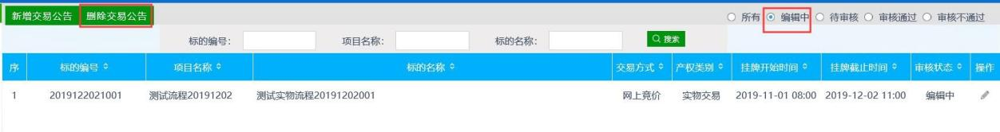 新增交易公告 删除交易公告 所有 编辑中 待审核 审核通过 审核不通过
标的编号: 项目名称: 标的名称: 搜索
序 标的编号 项目名称 标的名称 交易方式 产权类别 挂牌开始时间 挂牌截止时间 审核状态 操作
1 2019122021001 测试流程20191202 测试实物流程20191202001 网上竞价 实物交易 2019-11-01 08:00 2019-12-02 11:00 编辑中